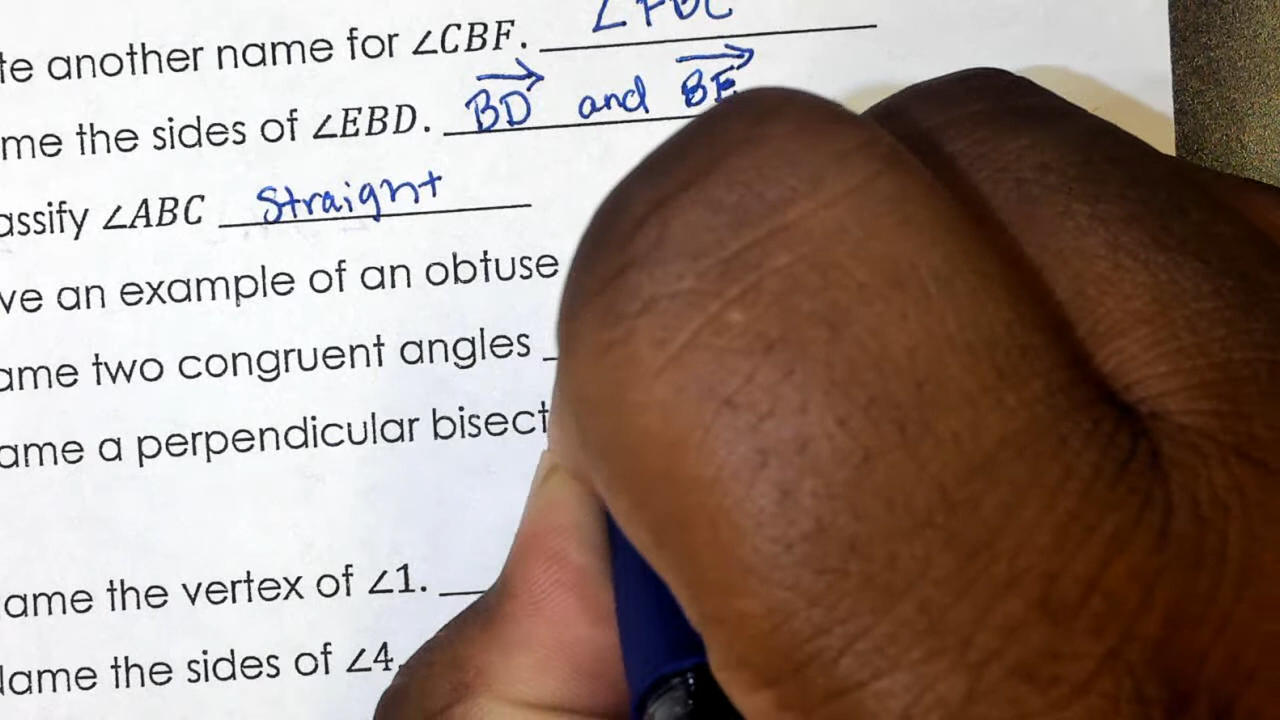 te another name for ∠CBF. ∠FBC
me the sides of ∠EBD. BD and BE
assify ∠ABC Straight
ve an example of an obtuse
ame two congruent angles
ame a perpendicular bisect
ame the vertex of ∠1.
lame the sides of ∠4